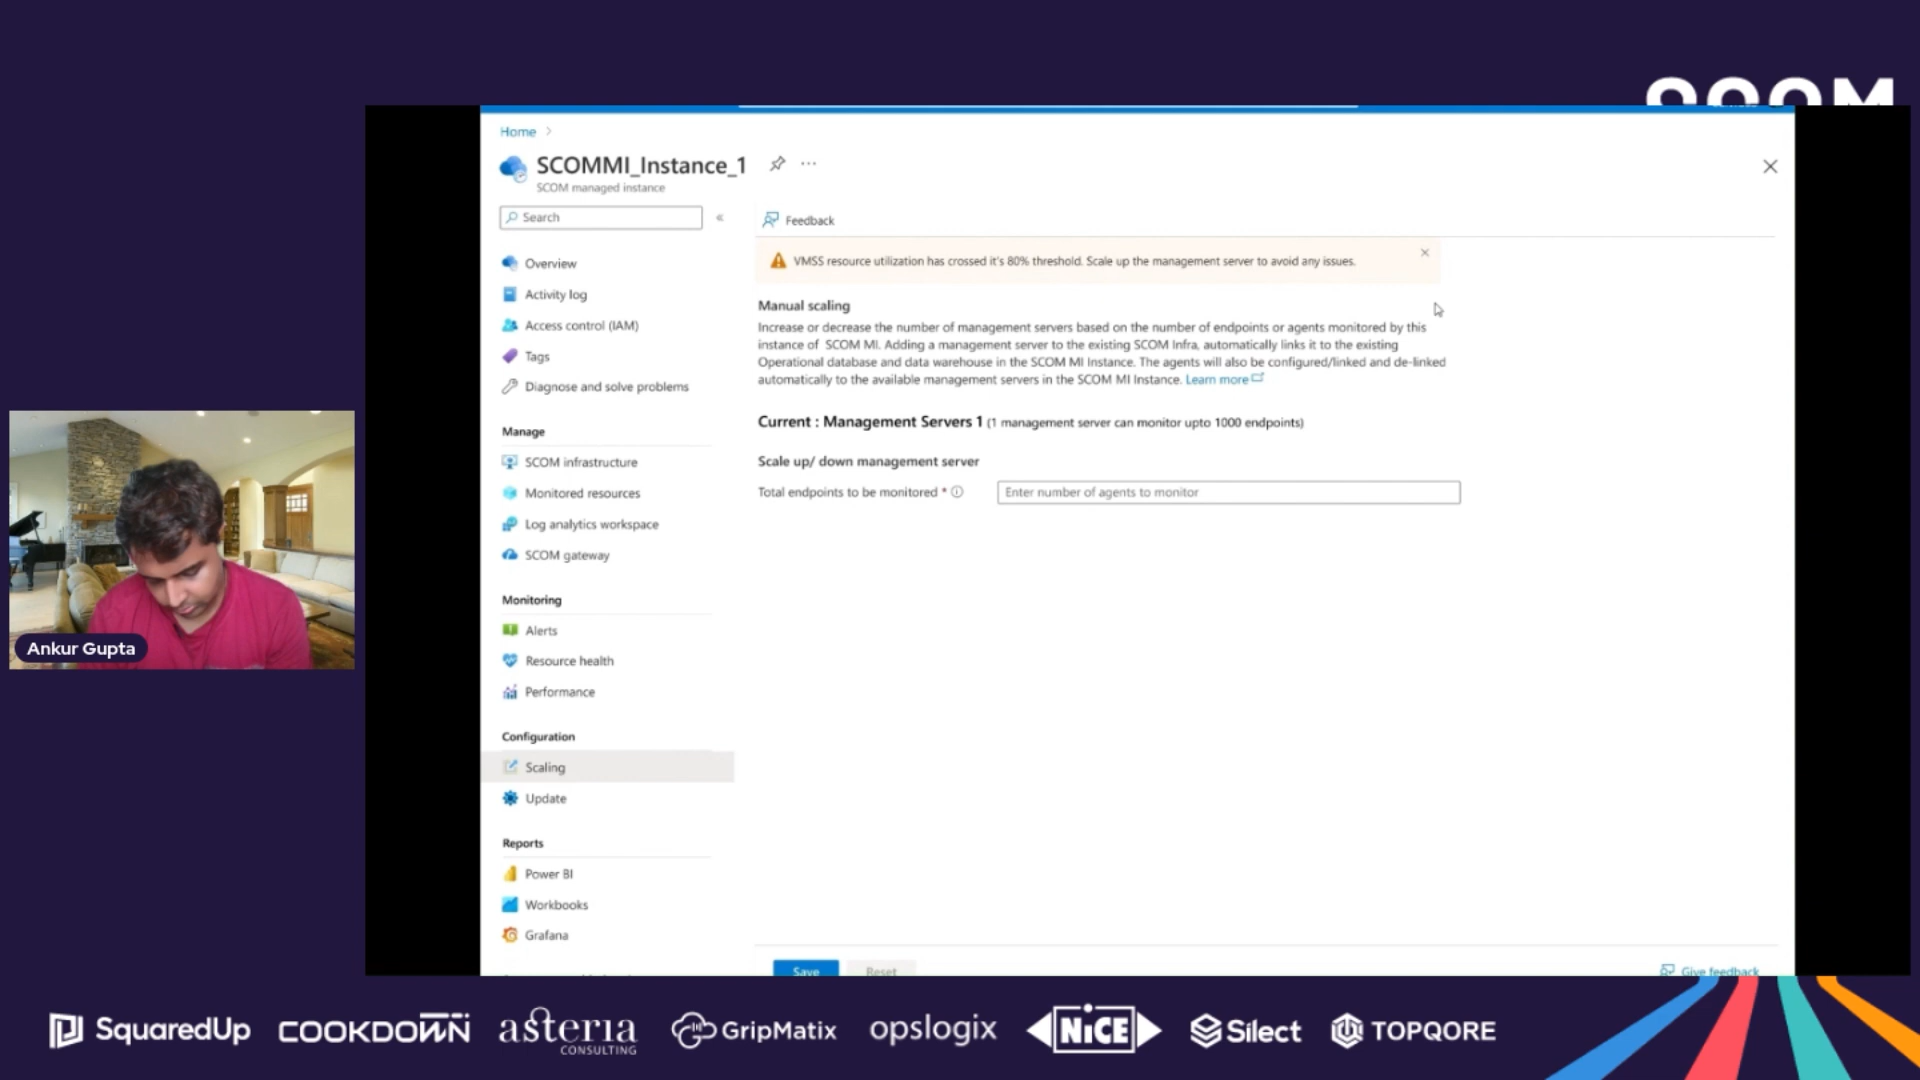 SCOM
Home >
SCOMMI_Instance_1
SCOM managed instance
Search
«
Overview
Activity log
Access control (IAM)
Tags
Diagnose and solve problems
Manage
SCOM infrastructure
Monitored resources
Log analytics workspace
SCOM gateway
Monitoring
Alerts
Resource health
Performance
Configuration
Scaling
Update
Reports
Power BI
Workbooks
Grafana
Feedback
VMSS resource utilization has crossed it's 80% threshold. Scale up the management server to avoid any issues.
Manual scaling
Increase or decrease the number of management servers based on the number of endpoints or agents monitored by this
instance of SCOM MI. Adding a management server to the existing SCOM Infra, automatically links it to the existing
Operational database and data warehouse in the SCOM MI Instance. The agents will also be configured/linked and de-linked
automatically to the available management servers in the SCOM MI Instance. Learn more
Current : Management Servers 1 (1 management server can monitor upto 1000 endpoints)
Scale up/ down management server
Total endpoints to be monitored *
Enter number of agents to monitor
Save
Reset
Give feedback
Ankur Gupta
SquaredUp
COOKDOWN
asteria
CONSULTING
GripMatix
opslogix
NiCE
Silect
TOPQORE